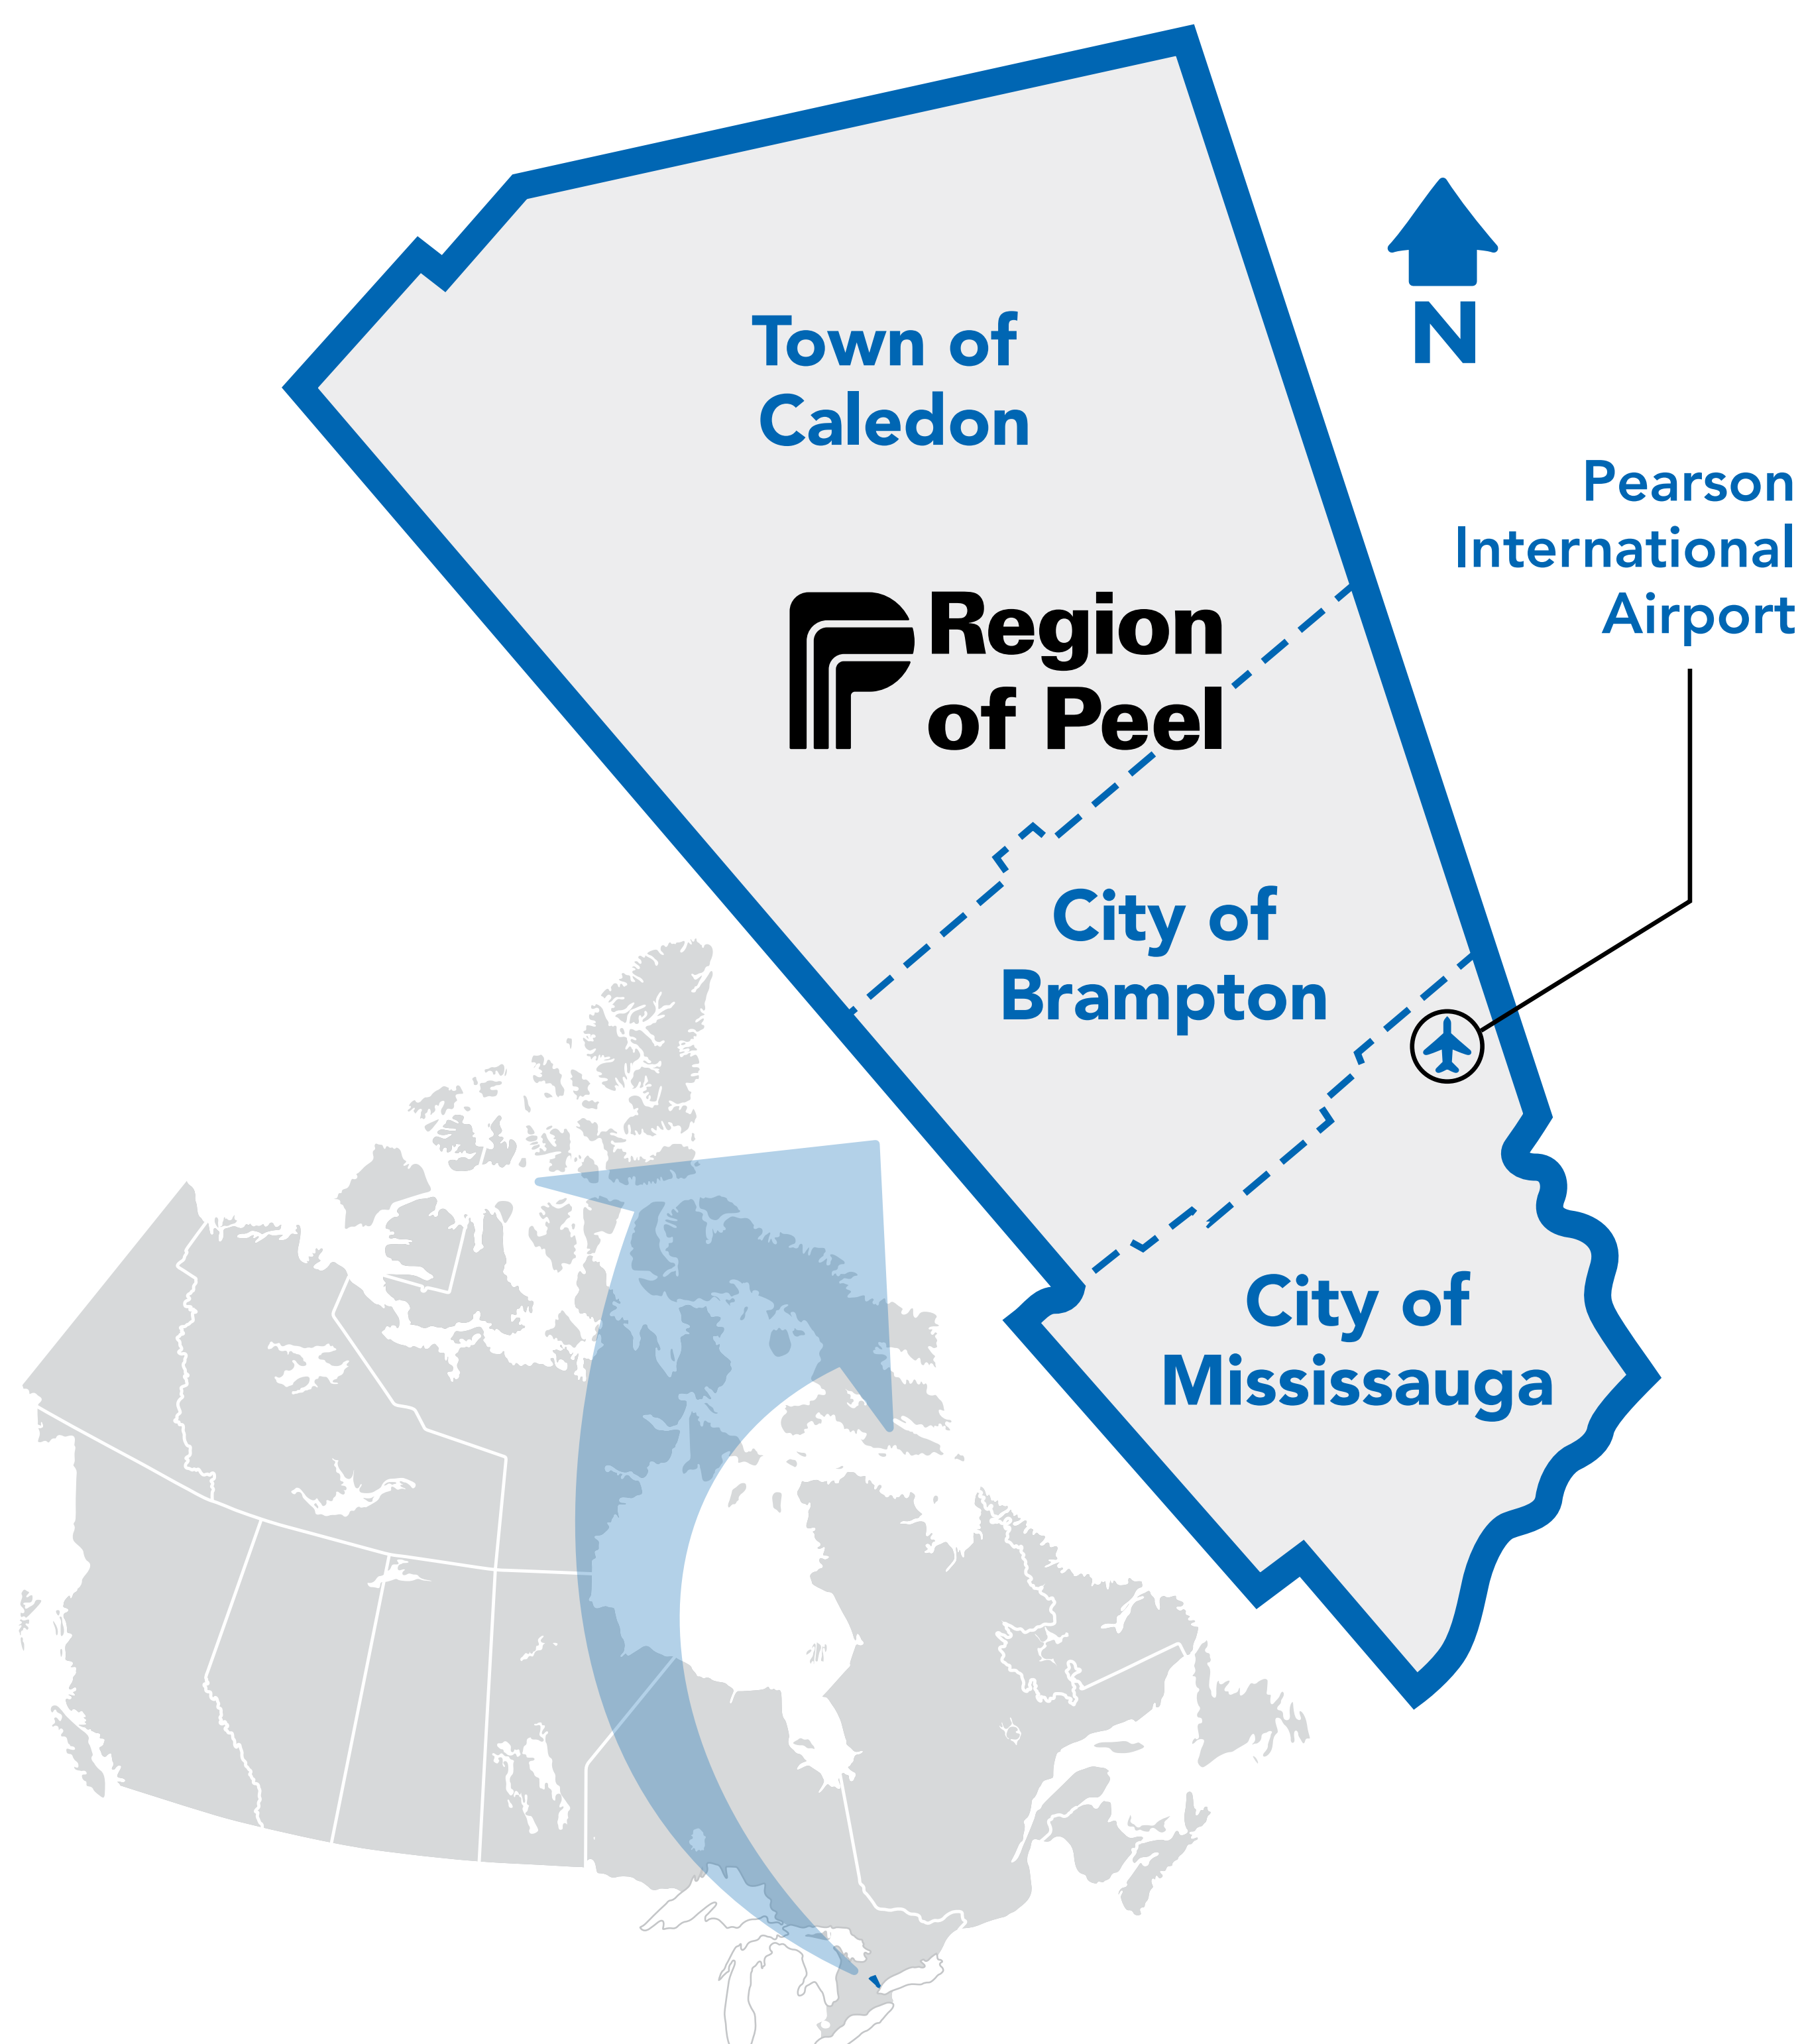 Town of
Caledon
N
Pearson
International
Airport
Region
of Peel
City of
Brampton
City of
Mississauga